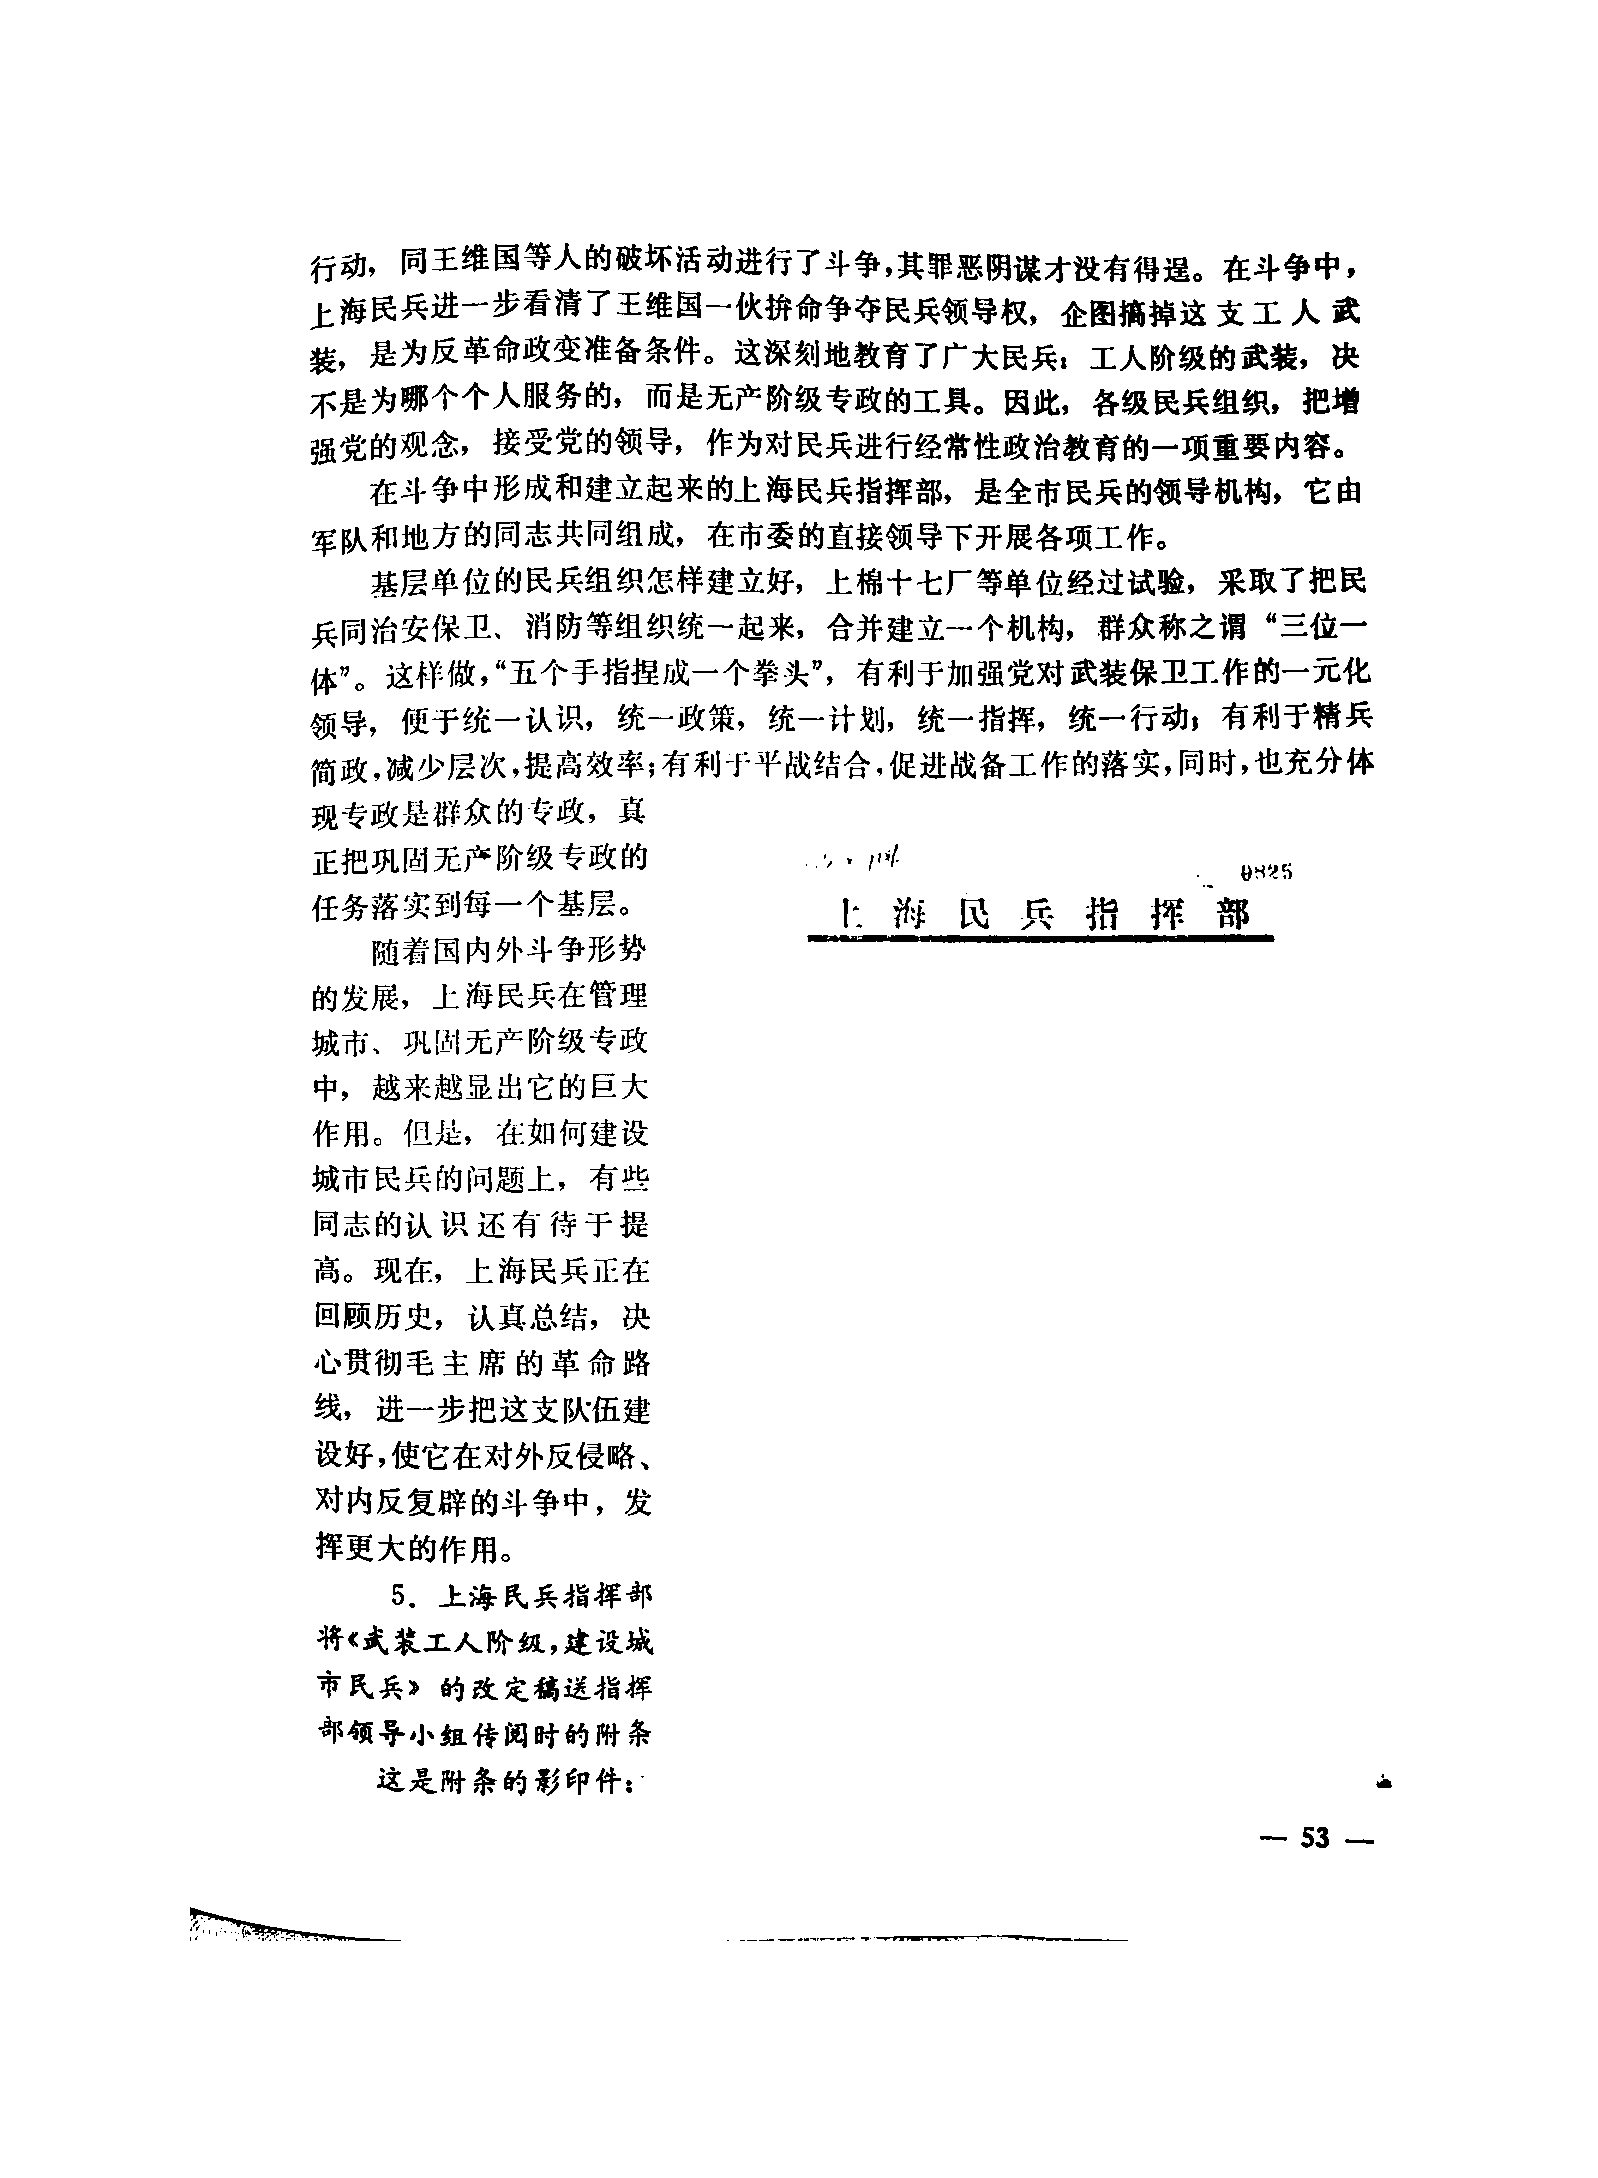 行动，同王维国等人的破坏活动进行了斗争，其罪恶阴谋才没有得逞。在斗争中，
上海民兵进一步看清了王维国一伙拚命争夺民兵领导权，企图搞掉这支工人武
装，是为反革命政变准备条件。这深刻地教育了广大民兵：工人阶级的武装，决
不是为哪个个人服务的，而是无产阶级专政的工具。因此，各级民兵组织，把增
强党的观念，接受党的领导，作为对民兵进行经常性政治教育的一项重要内容。
在斗争中形成和建立起来的上海民兵指挥部，是全市民兵的领导机构，它由
军队和地方的同志共同组成，在市委的直接领导下开展各项工作。
基层单位的民兵组织怎样建立好，上棉十七厂等单位经过试验，采取了把民
兵同治安保卫、消防等组织统一起来，合并建立一个机构，群众称之谓“三位一
体”。这样做，“五个手指捏成一个拳头”，有利于加强党对武装保卫工作的一元化
领导，便于统一认识，统一政策，统一计划，统一指挥，统一行动；有利于精兵
简政，减少层次，提高效率；有利于平战结合，促进战备工作的落实，同时，也充分体
现专政是群众的专政，真
正把巩固无产阶级专政的
任务落实到每一个基层。
随着国内外斗争形势
的发展，上海民兵在管理
城市、巩固无产阶级专政
中，越来越显出它的巨大
作用。但是，在如何建设
城市民兵的问题上，有些
同志的认识还有待于提
高。现在，上海民兵正在
回顾历史，认真总结，决
心贯彻毛主席的革命路
线，进一步把这支队伍建
设好，使它在对外反侵略、
对内反复辟的斗争中，发
挥更大的作用。
5．上海民兵指挥部
将《武装工人阶级，建设城
市民兵》的改定稿送指挥
部领导小组传阅时的附条
这是附条的影印件：
0825
上海民兵指挥部
— 53 —